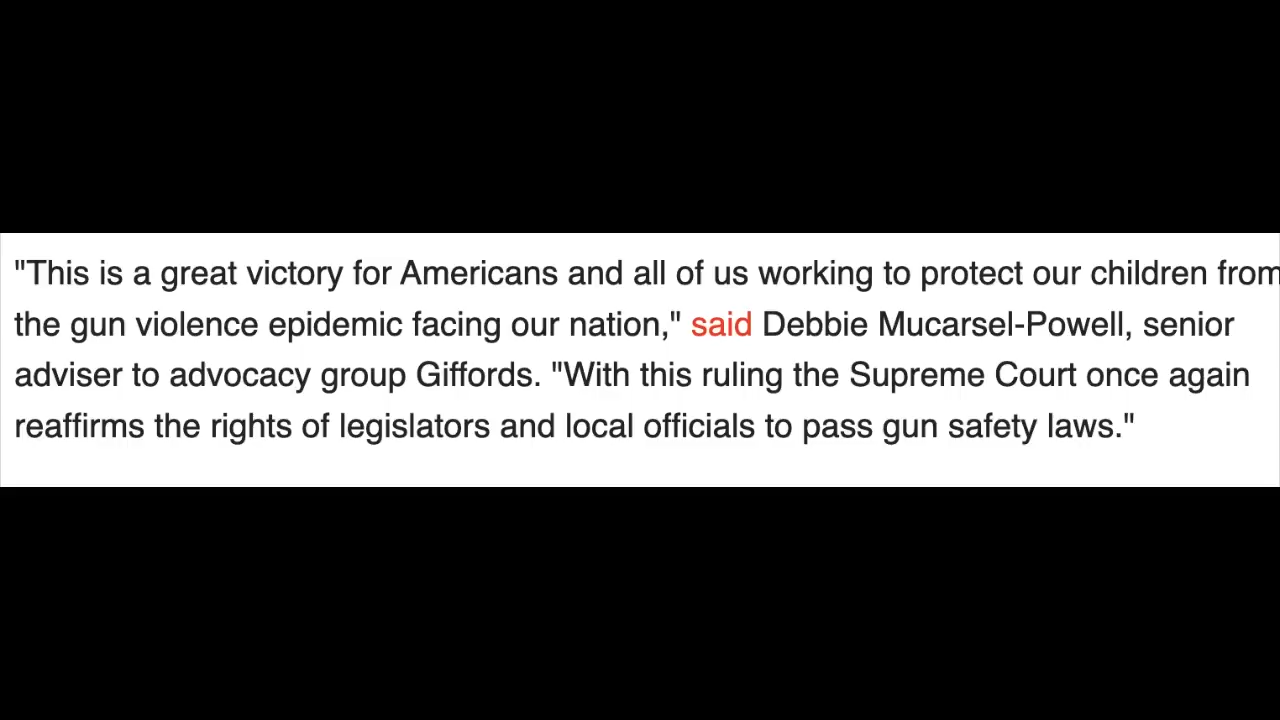 "This is a great victory for Americans and all of us working to protect our children from
the gun violence epidemic facing our nation," said Debbie Mucarsel-Powell, senior
adviser to advocacy group Giffords. "With this ruling the Supreme Court once again
reaffirms the rights of legislators and local officials to pass gun safety laws."